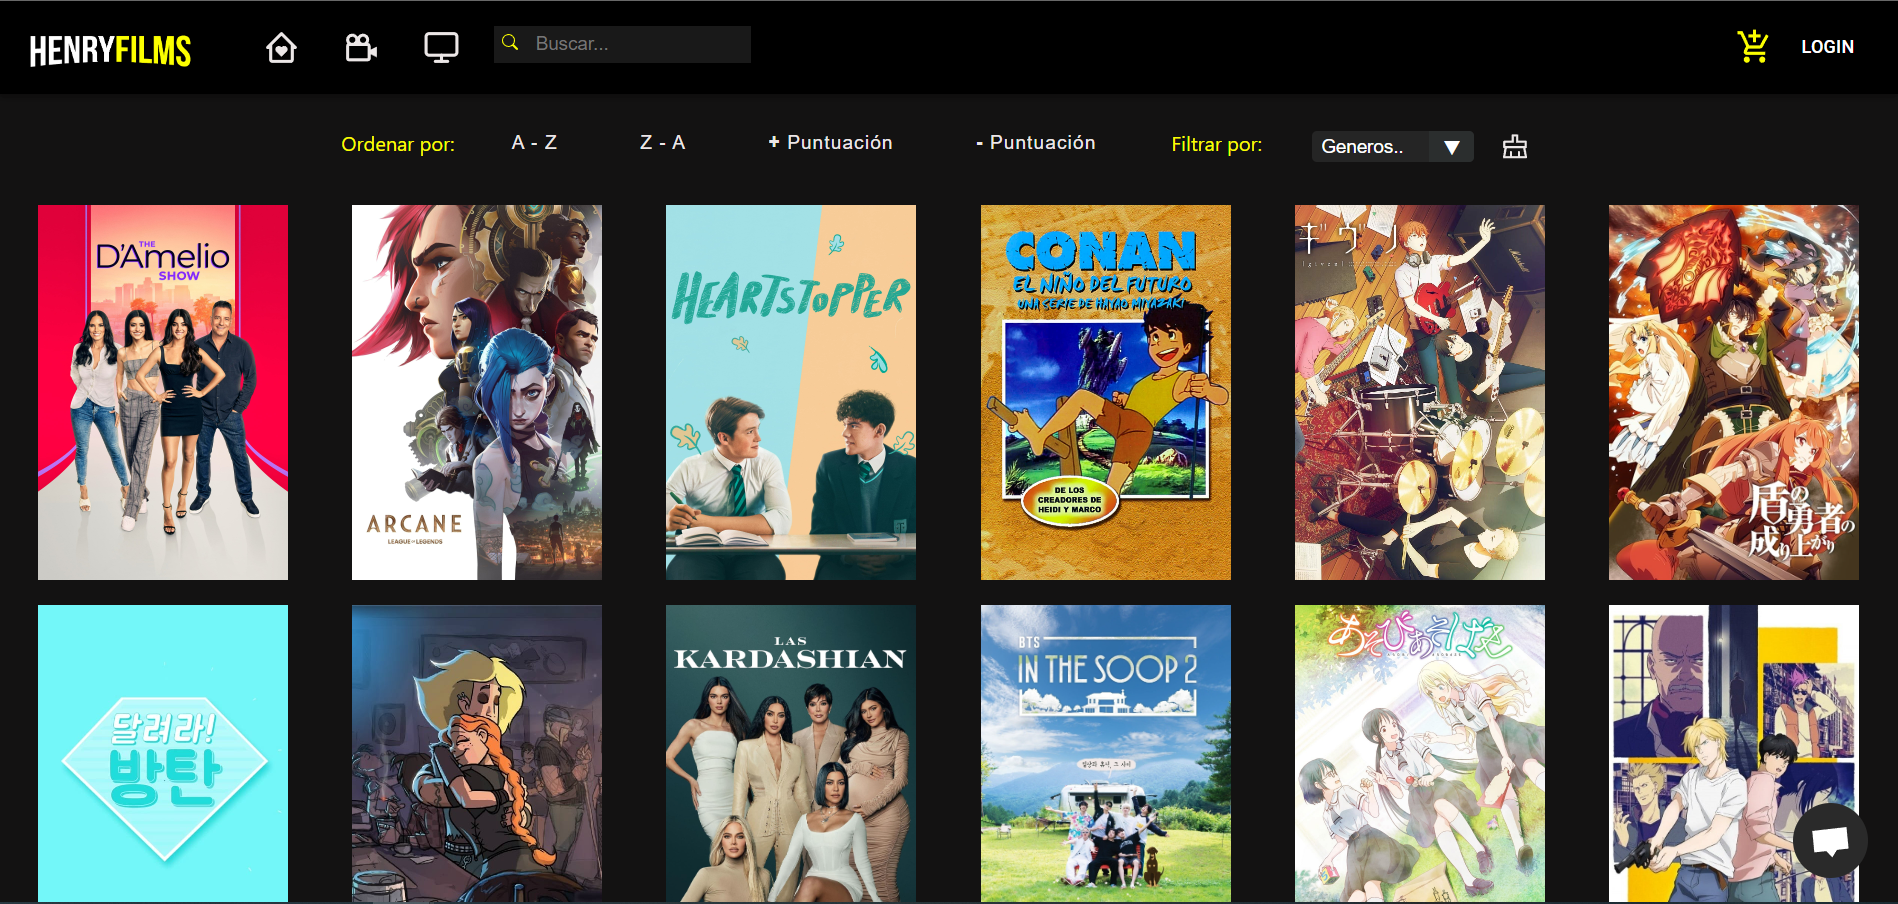 HENRYFILMS
Buscar...
LOGIN
Ordenar por:
A - Z
Z - A
+ Puntuación
- Puntuación
Filtrar por:
Generos..
THE
D'Amelio
SHOW
ARCANE
LEAGUE OF LEGENDS
HEARTSTOPPER
CONAN
EL NIÑO DEL FUTURO
UNA SERIE DE HAYAO MIYAZAKI
DE LOS
CREADORES DE
HEIDI Y MARCO
ギヴン
[given]
盾の
勇者の
成り上がり
달려라!
방탄
LAS
KARDASHIAN
BTS
IN THE SOOP 2
あそびあそばせ